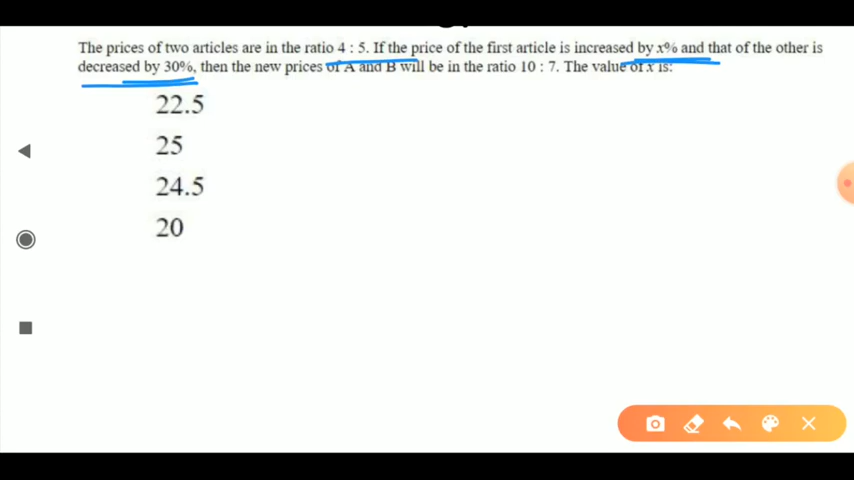 The prices of two articles are in the ratio 4 : 5. If the price of the first article is increased by x% and that of the other is
decreased by 30%, then the new prices of A and B will be in the ratio 10 : 7. The value of x is:
22.5
25
24.5
20